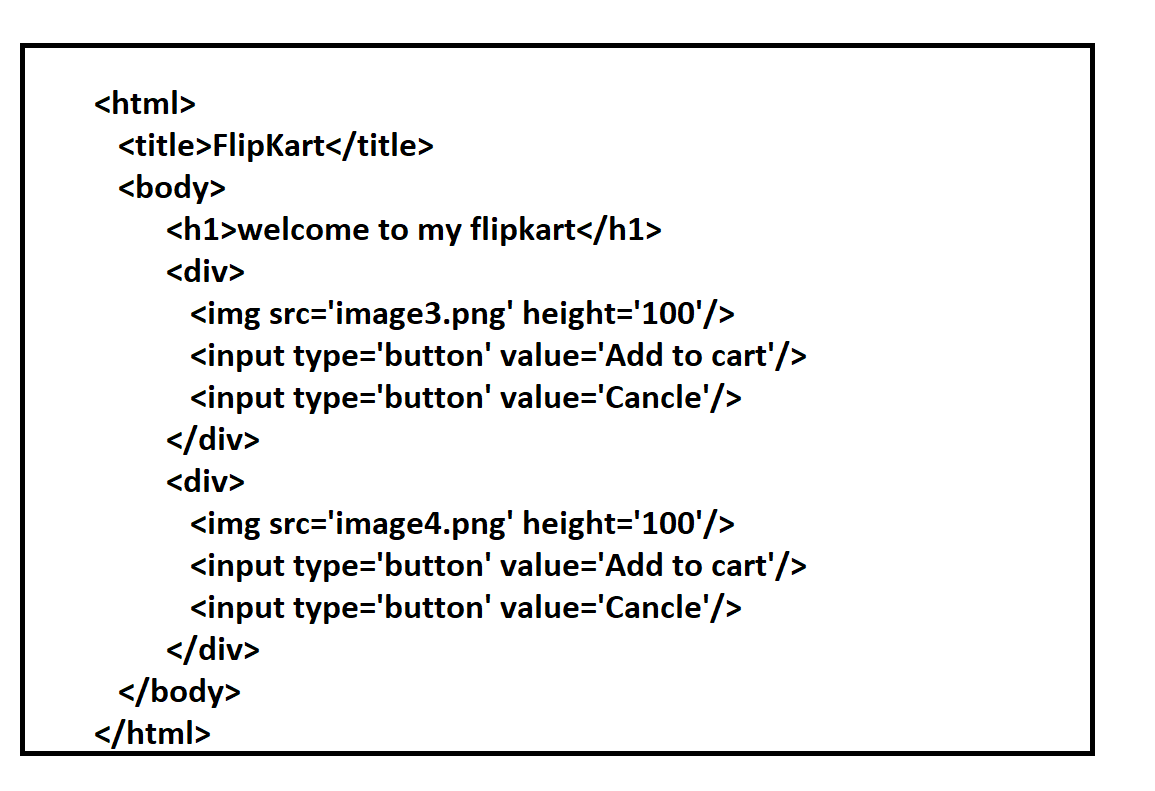 <html>
<title>FlipKart</title>
<body>
<h1>welcome to my flipkart</h1>
<div>
<img src='image3.png' height='100'/>
<input type='button' value='Add to cart'/>
<input type='button' value='Cancle'/>
</div>
<div>
<img src='image4.png' height='100'/>
<input type='button' value='Add to cart'/>
<input type='button' value='Cancle'/>
</div>
</body>
</html>